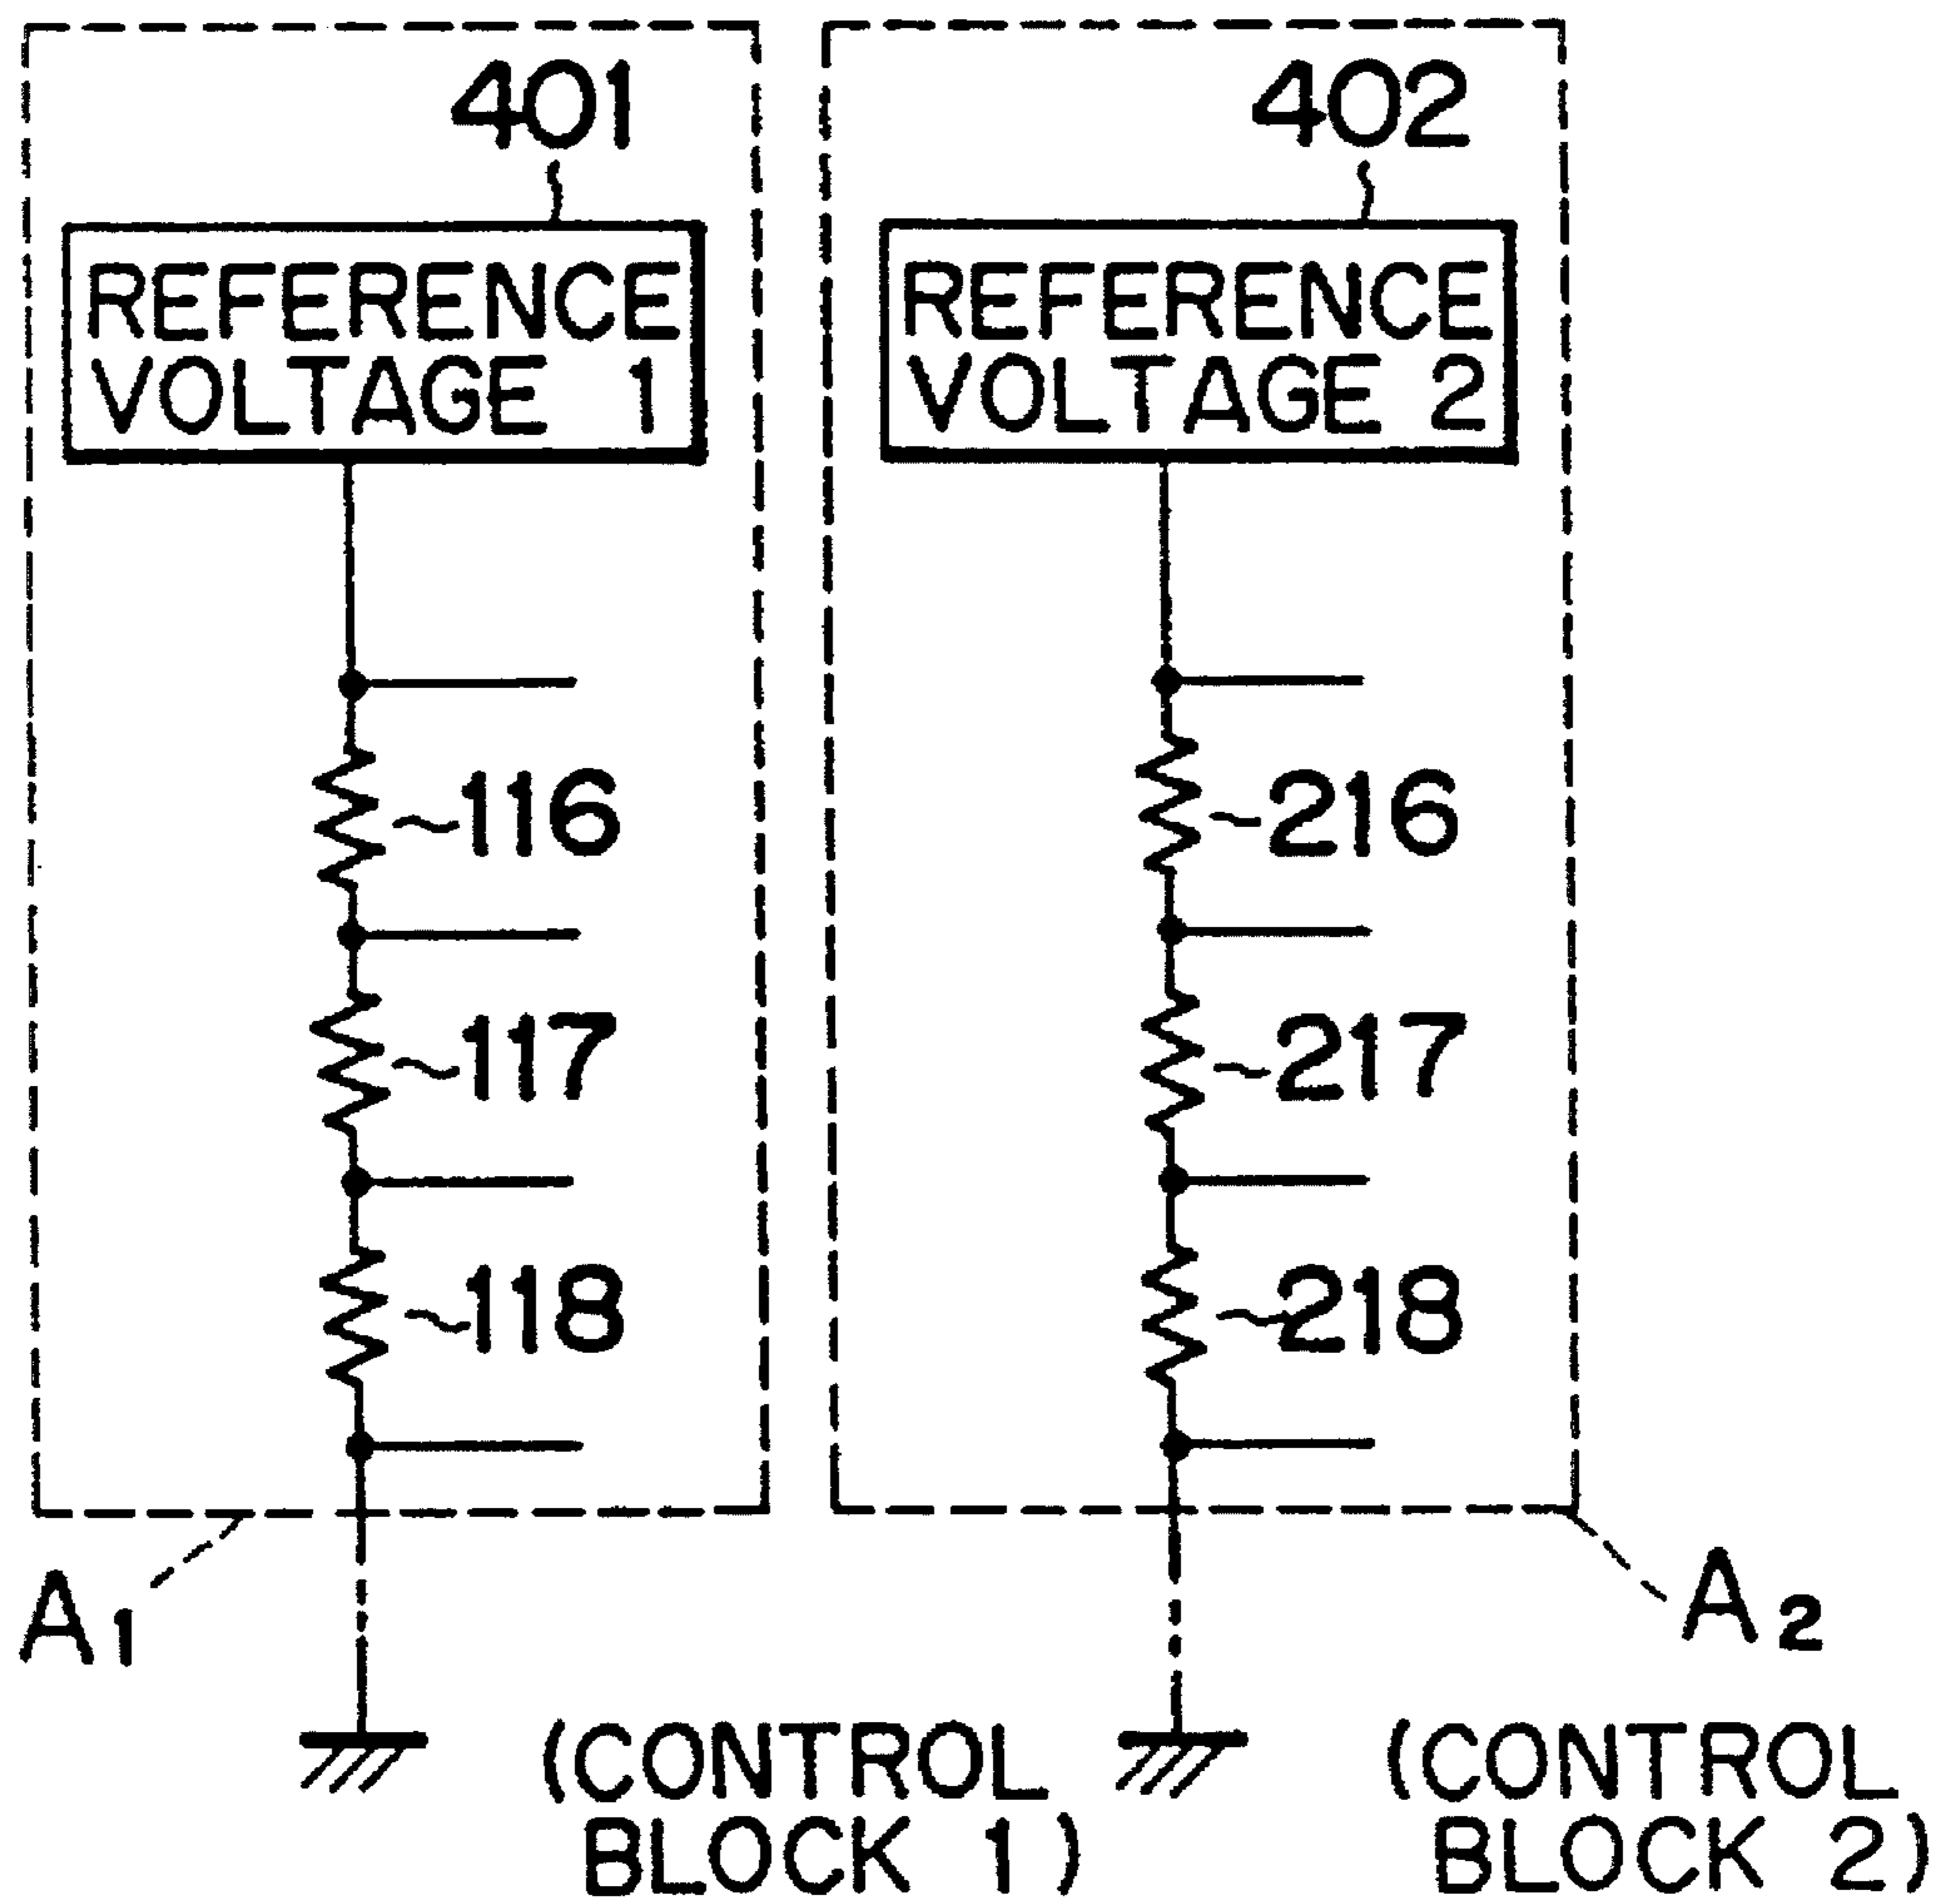 401
REFERENCE
VOLTAGE 1
~116
~117
~118
A1
(CONTROL
BLOCK 1)
402
REFERENCE
VOLTAGE 2
~216
~217
~218
A2
(CONTROL
BLOCK 2)